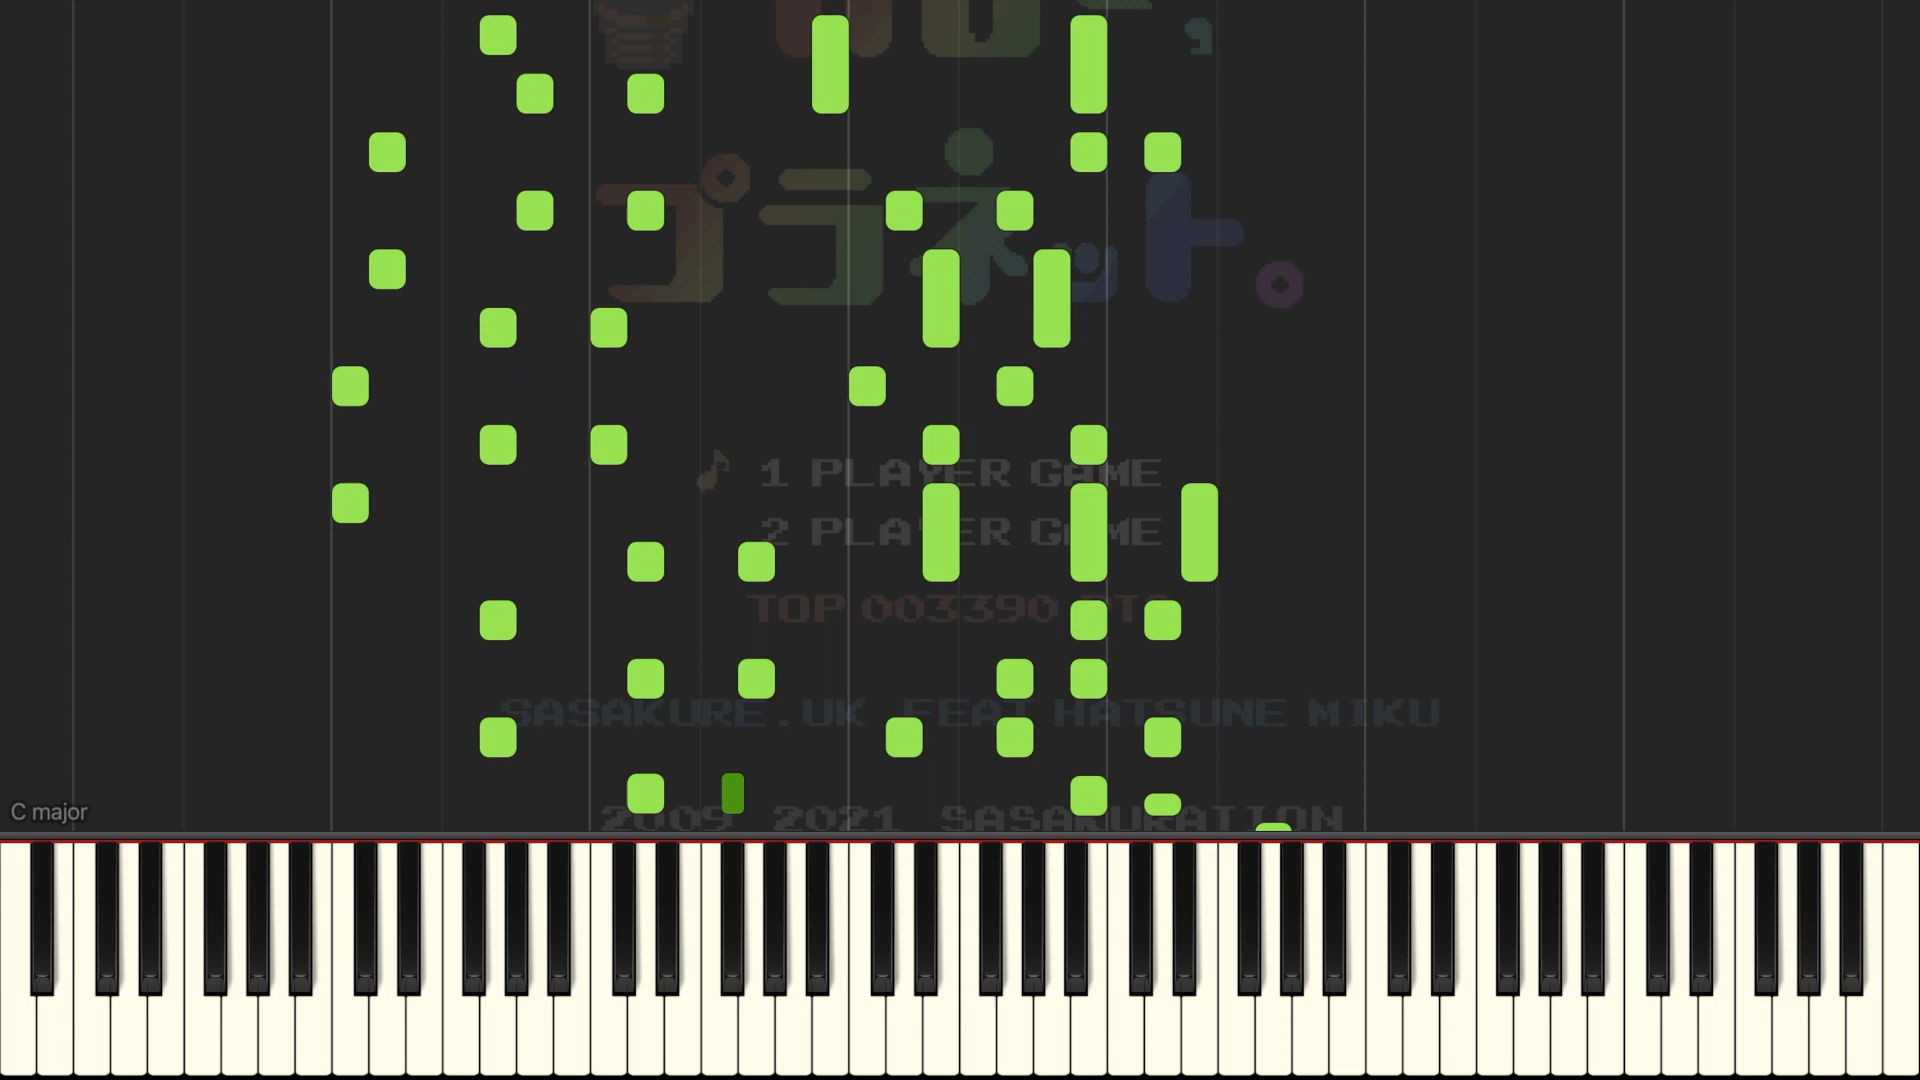 プラネット。
1 PLAYER GAME
2 PLAYER GAME
TOP 003390 PTS
SASAKURE.UK FEAT HATSUNE MIKU
2009 2021 SASAKURATION
C major